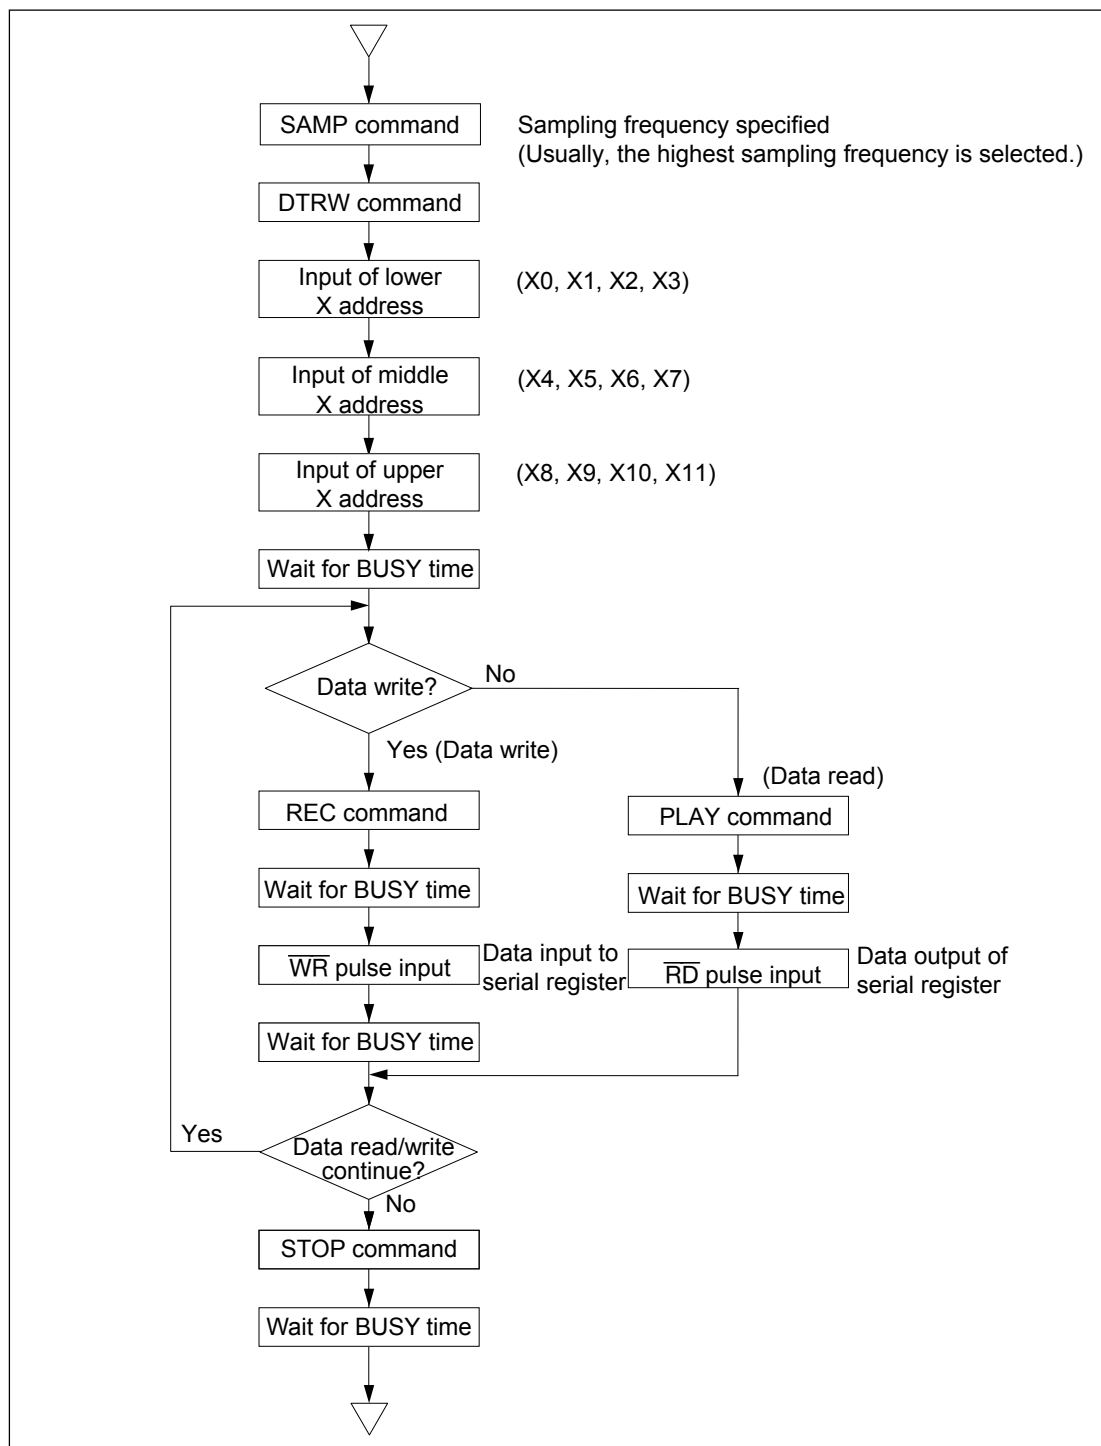 SAMP command
Sampling frequency specified
(Usually, the highest sampling frequency is selected.)
DTRW command
Input of lower
X address
(X0, X1, X2, X3)
Input of middle
X address
(X4, X5, X6, X7)
Input of upper
X address
(X8, X9, X10, X11)
Wait for BUSY time
Data write?
No
Yes (Data write)
(Data read)
REC command
PLAY command
Wait for BUSY time
Wait for BUSY time
W̅R̅ pulse input
Data input to
serial register
R̅D̅ pulse input
Data output of
serial register
Wait for BUSY time
Yes
Data read/write
continue?
No
STOP command
Wait for BUSY time